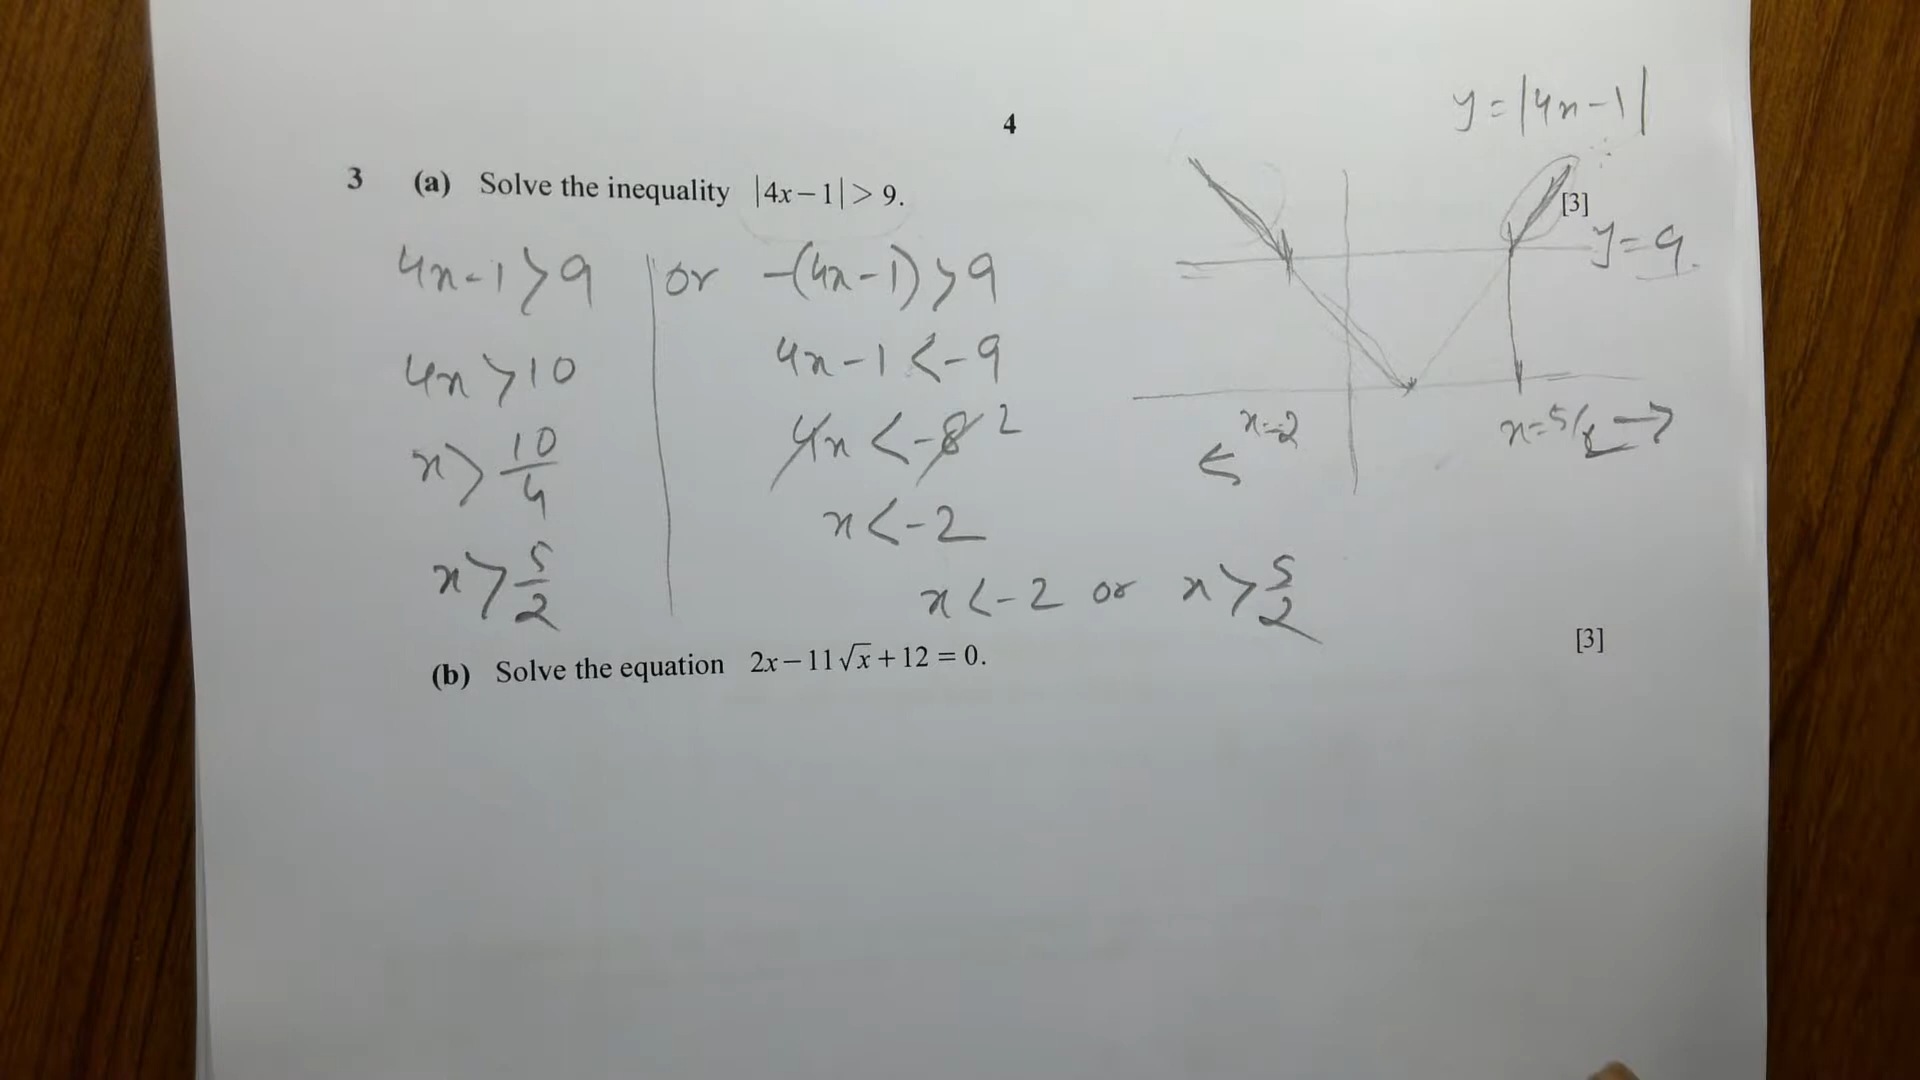 4
y = |4x-1|
3 (a) Solve the inequality |4x-1| > 9.
[3]
y=9.
4x-1 > 9 or -(4x-1) > 9
4x > 10
4x-1 < -9
x > 10/4
4x < -8 2
x=-2
x=5/2 →
<
x < -2
x > 5/2
x < -2 or x > 5/2
[3]
(b) Solve the equation 2x-11√x+12 = 0.